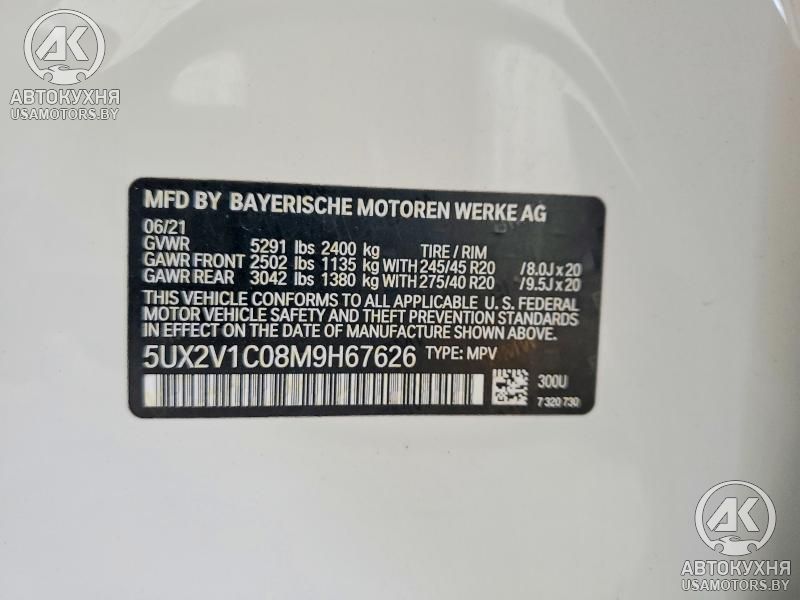 AK
АВТОКУХНЯ
USAMOTORS.BY
MFD BY BAYERISCHE MOTOREN WERKE AG
06/21
GVWR 5291 lbs 2400 kg TIRE / RIM
GAWR FRONT 2502 lbs 1135 kg WITH 245/45 R20 /8.0J x 20
GAWR REAR 3042 lbs 1380 kg WITH 275/40 R20 /9.5J x 20
THIS VEHICLE CONFORMS TO ALL APPLICABLE U.S. FEDERAL
MOTOR VEHICLE SAFETY AND THEFT PREVENTION STANDARDS
IN EFFECT ON THE DATE OF MANUFACTURE SHOWN ABOVE.
5UX2V1C08M9H67626 TYPE: MPV
300U
7 320 730
AK
АВТОКУХНЯ
USAMOTORS.BY